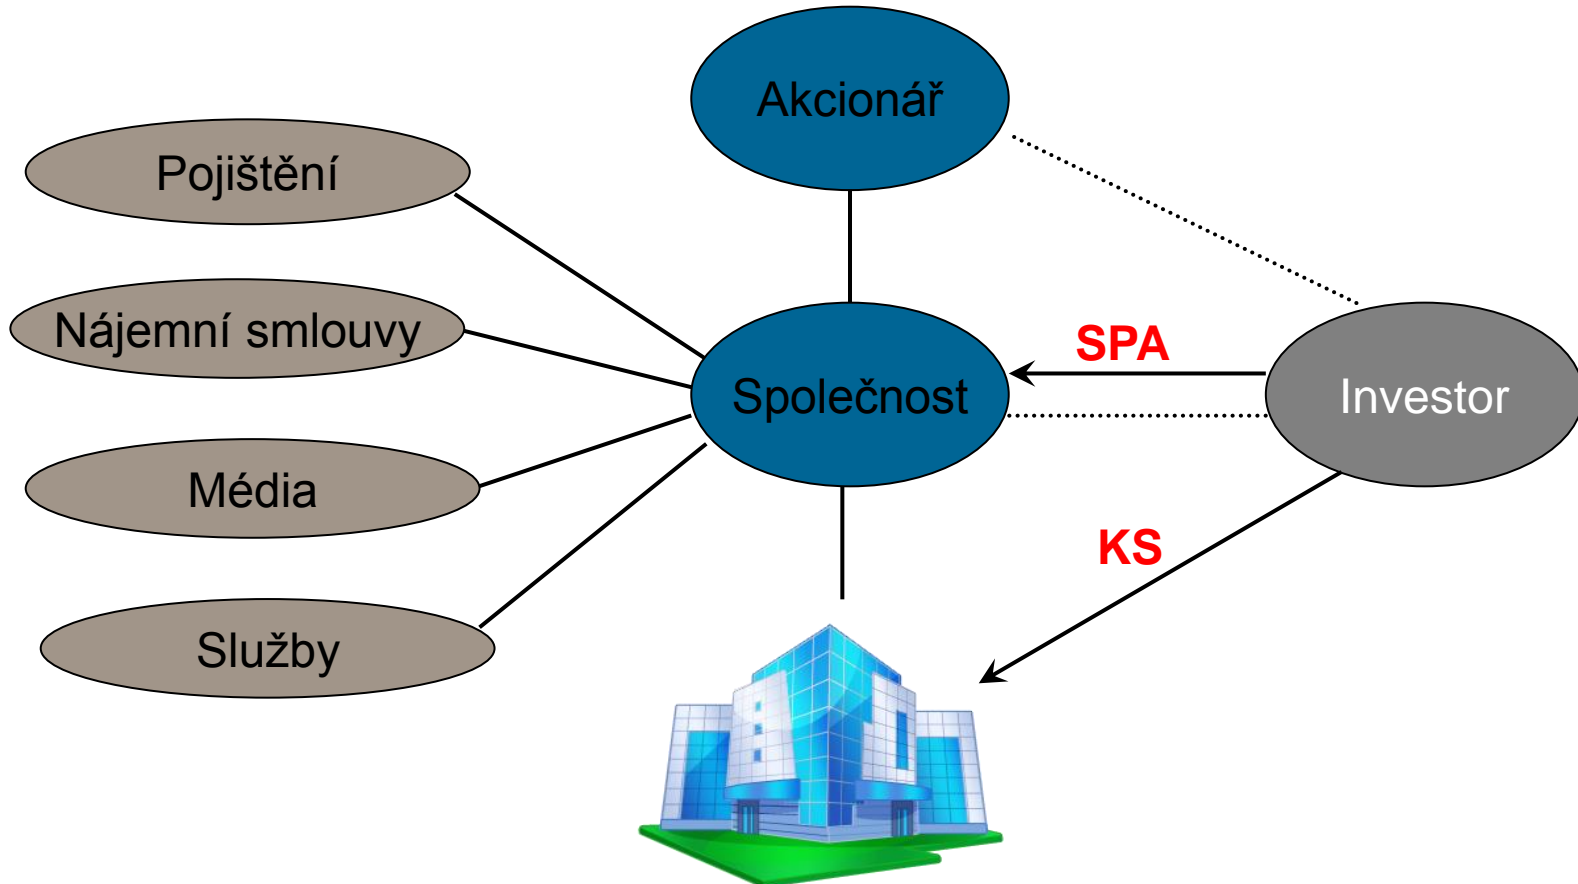 Akcionář
Pojištění
Nájemní smlouvy
SPA
Společnost
Investor
Média
KS
Služby